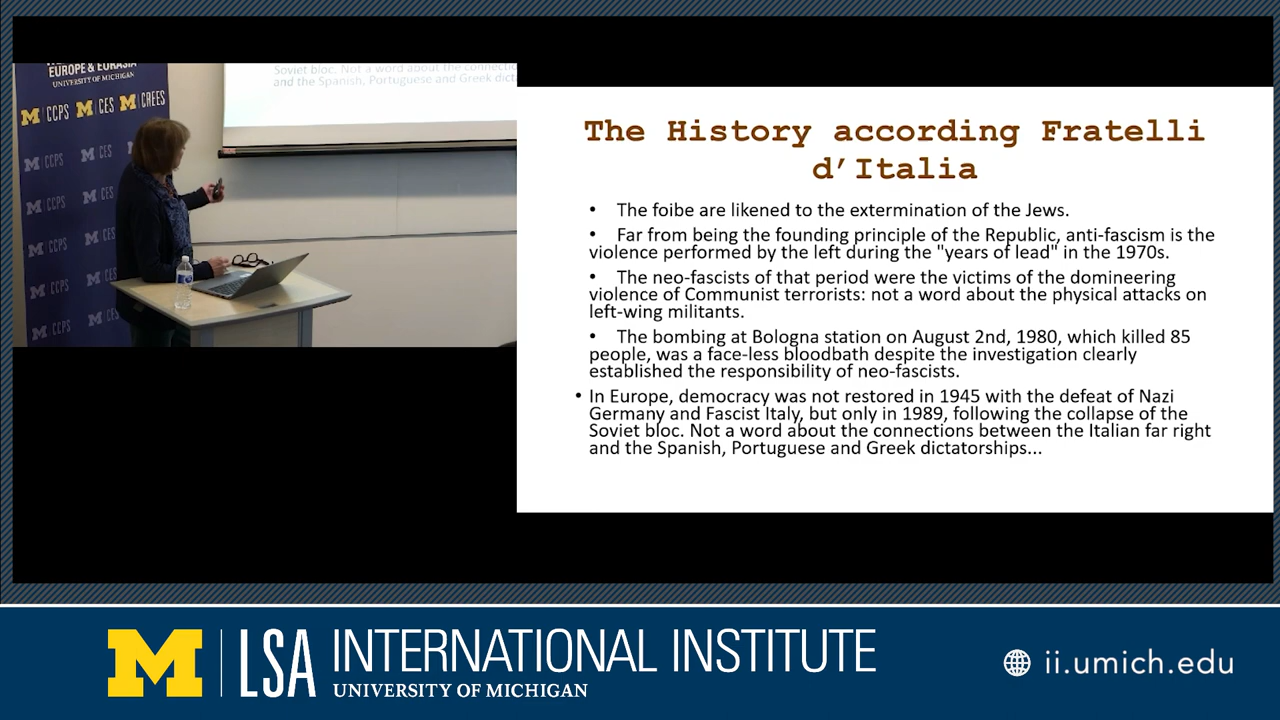 EUROPE & EURASIA
UNIVERSITY OF MICHIGAN
M CCPS M CES M CREES
M CCPS M CES
M CCPS M CES
M CCPS
M CCPS
M CCPS M CES
Soviet bloc. Not a word about the
and the Spanish, Portuguese and Greek
The History according Fratelli
d’Italia
• The foibe are likened to the extermination of the Jews.
• Far from being the founding principle of the Republic, anti-fascism is the
violence performed by the left during the "years of lead" in the 1970s.
• The neo-fascists of that period were the victims of the domineering
violence of Communist terrorists: not a word about the physical attacks on
left-wing militants.
• The bombing at Bologna station on August 2nd, 1980, which killed 85
people, was a face-less bloodbath despite the investigation clearly
established the responsibility of neo-fascists.
• In Europe, democracy was not restored in 1945 with the defeat of Nazi
Germany and Fascist Italy, but only in 1989, following the collapse of the
Soviet bloc. Not a word about the connections between the Italian far right
and the Spanish, Portuguese and Greek dictatorships...
M LSA INTERNATIONAL INSTITUTE
UNIVERSITY OF MICHIGAN
ii.umich.edu